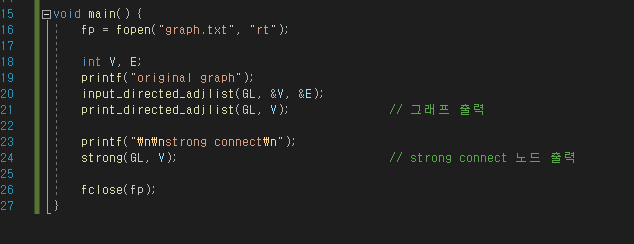 15 void main() {
16 fp = fopen("graph.txt", "rt");
17
18 int V, E;
19 printf("original graph");
20 input_directed_adjlist(GL, &V, &E);
21 print_directed_adjlist(GL, V); // 그래프 출력
22
23 printf("₩n₩nstrong connect₩n");
24 strong(GL, V); // strong connect 노드 출력
25
26 fclose(fp);
27 }